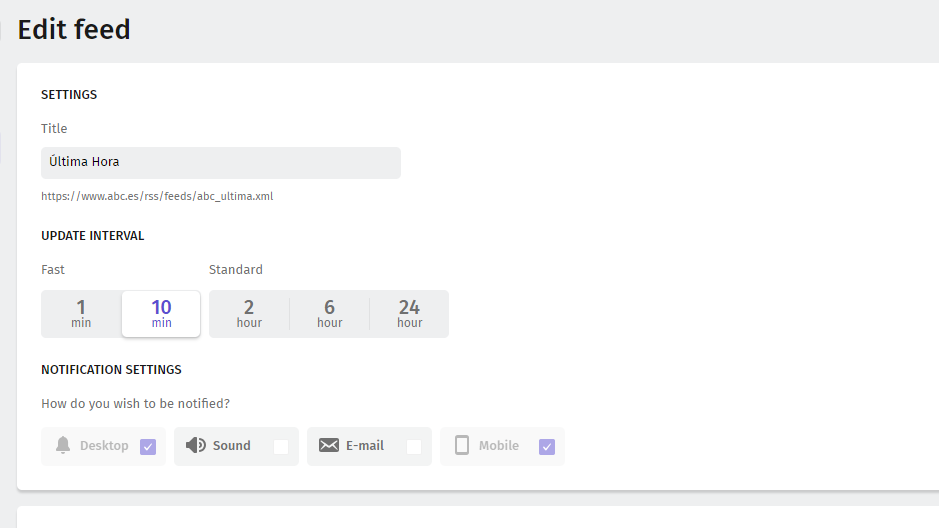 Edit feed
SETTINGS
Title
Última Hora
https://www.abc.es/rss/feeds/abc_ultima.xml
UPDATE INTERVAL
Fast Standard
1 10 2 6 24
min min hour hour hour
NOTIFICATION SETTINGS
How do you wish to be notified?
Desktop Sound E-mail Mobile